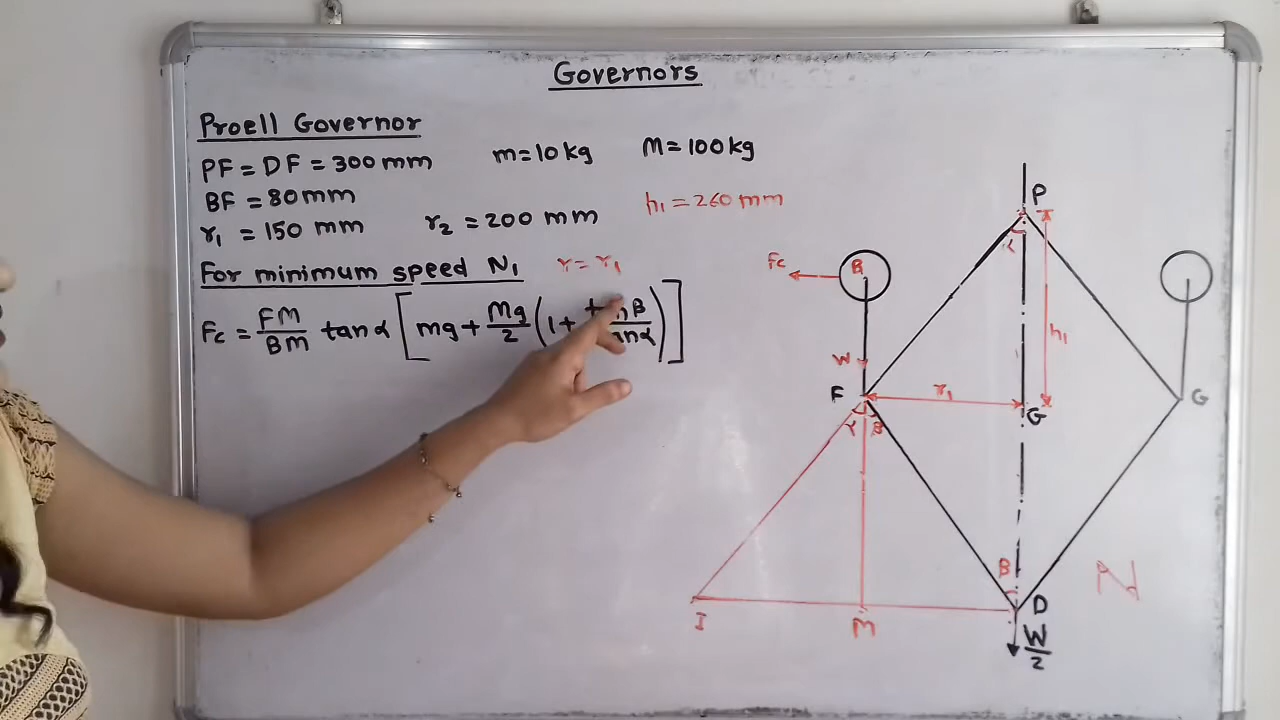 Governors
Proell Governor
PF = DF = 300 mm m = 10 kg M = 100 kg
BF = 80 mm
h₁ = 260 mm
r₁ = 150 mm r₂ = 200 mm
For minimum speed N₁ r = r₁
Fc = FM/BM tan α [mg + Mg/2 (1 +
P
α
Fc
B
h₁
W
F
r₁
G
G
γ
β
β
D
I
M
W/2
N